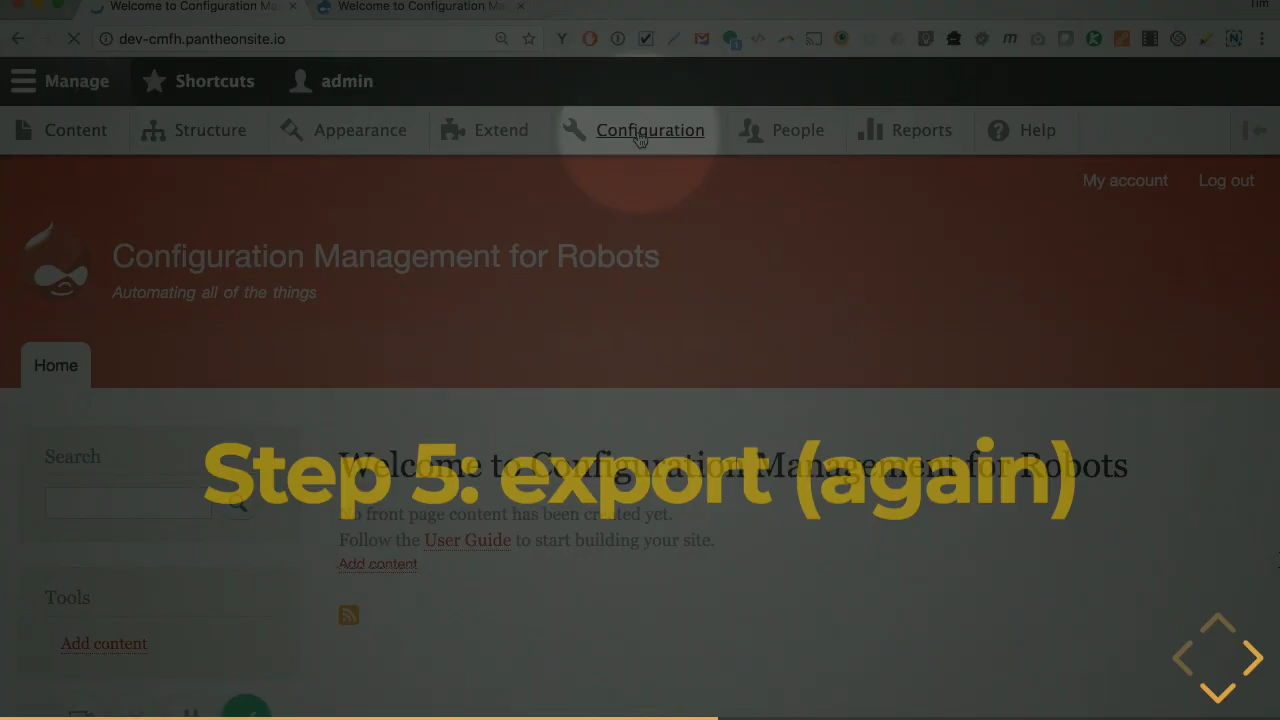 Welcome to Configuration Ma
Welcome to Configuration Ma
Tim
dev-cmfh.pantheonsite.io
Manage
Shortcuts
admin
Content
Structure
Appearance
Extend
Configuration
People
Reports
Help
My account
Log out
Configuration Management for Robots
Automating all of the things
Home
Step 5: export (again)
Search
Welcome to Configuration Management for Robots
No front page content has been created yet.
Follow the User Guide to start building your site.
Add content
Tools
Add content